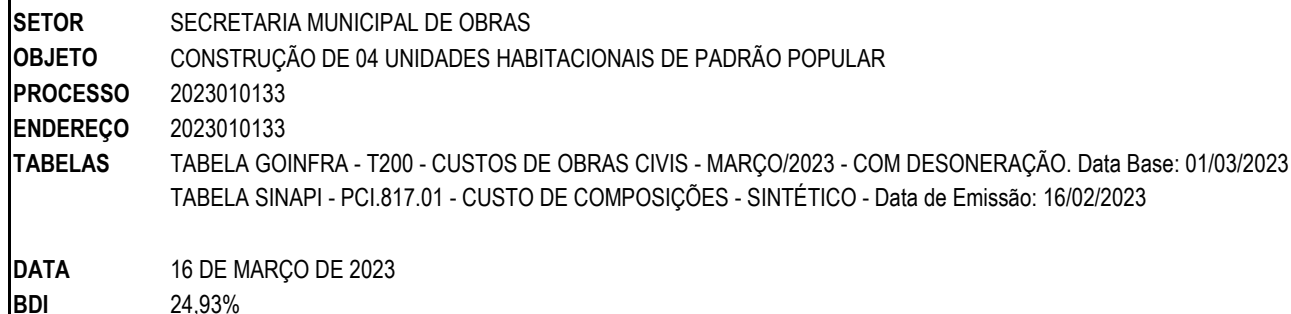 SETOR SECRETARIA MUNICIPAL DE OBRAS
OBJETO CONSTRUÇÃO DE 04 UNIDADES HABITACIONAIS DE PADRÃO POPULAR
PROCESSO 2023010133
ENDEREÇO 2023010133
TABELAS TABELA GOINFRA - T200 - CUSTOS DE OBRAS CIVIS - MARÇO/2023 - COM DESONERAÇÃO. Data Base: 01/03/2023
TABELA SINAPI - PCI.817.01 - CUSTO DE COMPOSIÇÕES - SINTÉTICO - Data de Emissão: 16/02/2023
DATA 16 DE MARÇO DE 2023
BDI 24,93%